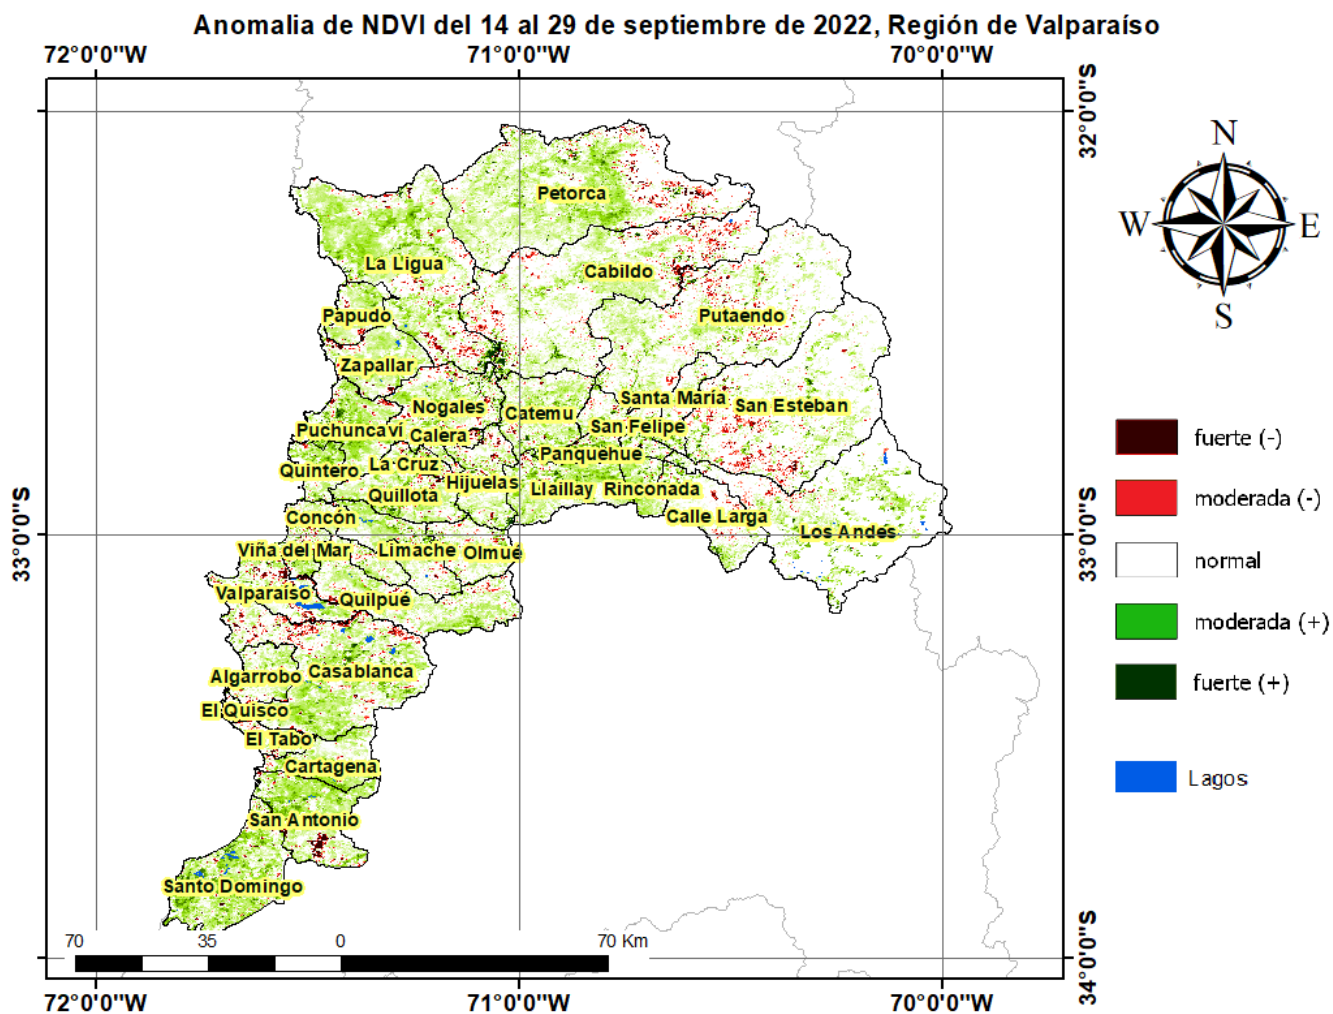 Anomalia de NDVI del 14 al 29 de septiembre de 2022, Región de Valparaíso
72°0'0"W 71°0'0"W 70°0'0"W
32°0'0"S
N
W E
S
Petorca
La Ligua
Cabildo
Papudo
Putaendo
Zapallar
Santa María
San Esteban
Nogales
Catemu
San Felipe
Puchuncaví
Calera
Panquehue
Quintero
La Cruz
Hijuelas
Quillota
Llaillay
Rinconada
Concón
Calle Larga
Los Andes
33°0'0"S
33°0'0"S
Viña del Mar
Limache
Olmué
Valparaíso
Quilpué
Algarrobo
Casablanca
El Quisco
El Tabo
Cartagena
San Antonio
Santo Domingo
fuerte (-)
moderada (-)
normal
moderada (+)
fuerte (+)
Lagos
70 35 0 70 Km
34°0'0"S
72°0'0"W 71°0'0"W 70°0'0"W